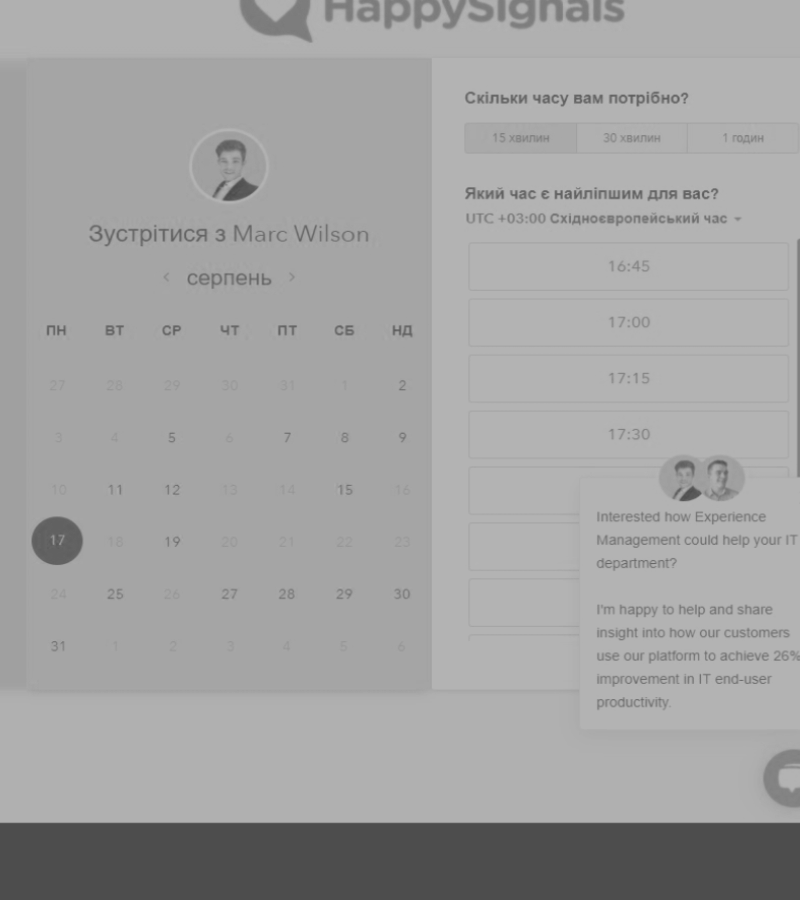 HappySignals
Зустрітися з Marc Wilson
серпень
ПН ВТ СР ЧТ ПТ СБ НД
27 28 29 30 31 1 2
3 4 5 6 7 8 9
10 11 12 13 14 15 16
17 18 19 20 21 22 23
24 25 26 27 28 29 30
31 1 2 3 4 5 6
Скільки часу вам потрібно?
15 хвилин 30 хвилин 1 годин
Який час є найліпшим для вас?
UTC +03:00 Східноєвропейський час
16:45
17:00
17:15
17:30
Interested how Experience
Management could help your IT
department?
I'm happy to help and share
insight into how our customers
use our platform to achieve 26%
improvement in IT end-user
productivity.